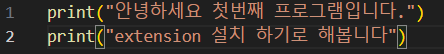 1 print("안녕하세요 첫번째 프로그램입니다.")
2 print("extension 설치 하기로 해봅니다")